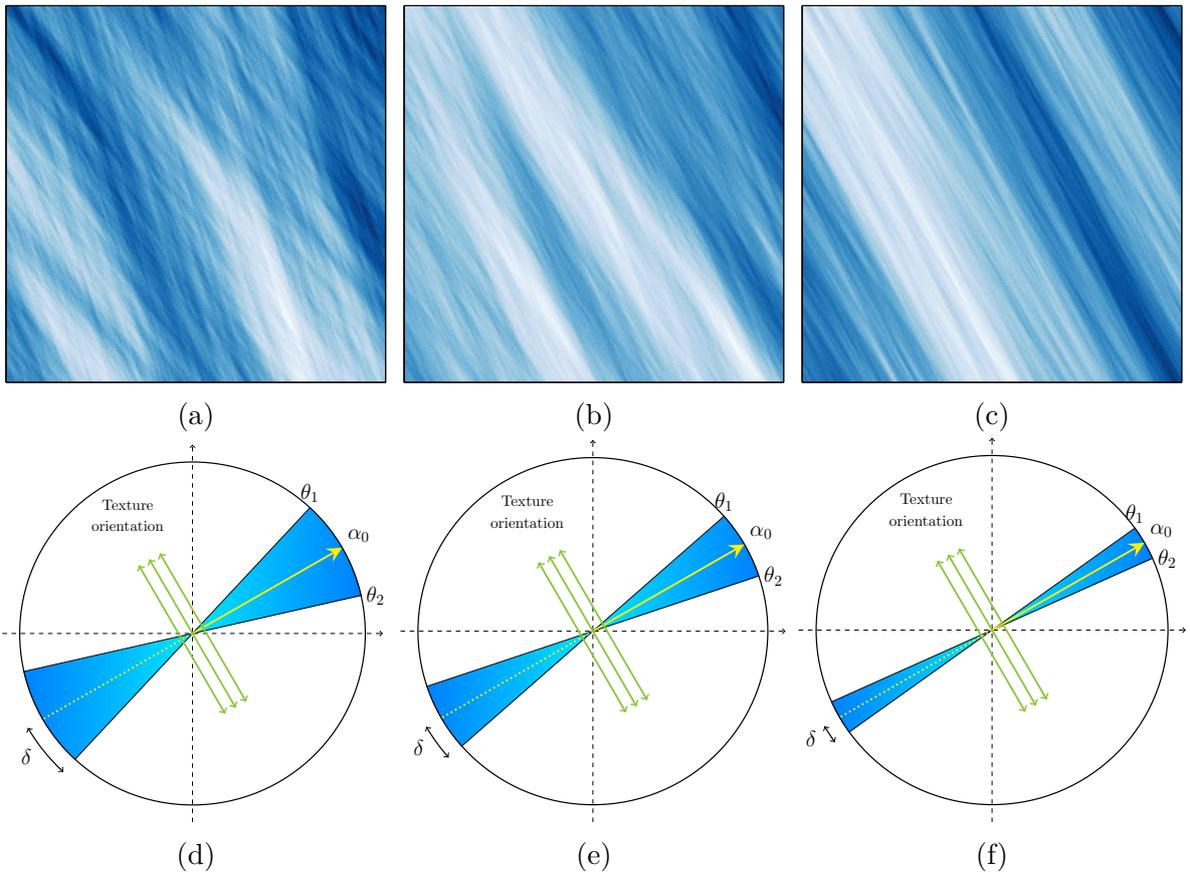 (a)
(b)
(c)
Texture
orientation
θ1
α0
θ2
δ
Texture
orientation
θ1
α0
θ2
δ
Texture
orientation
θ1
α0
θ2
δ
(d)
(e)
(f)